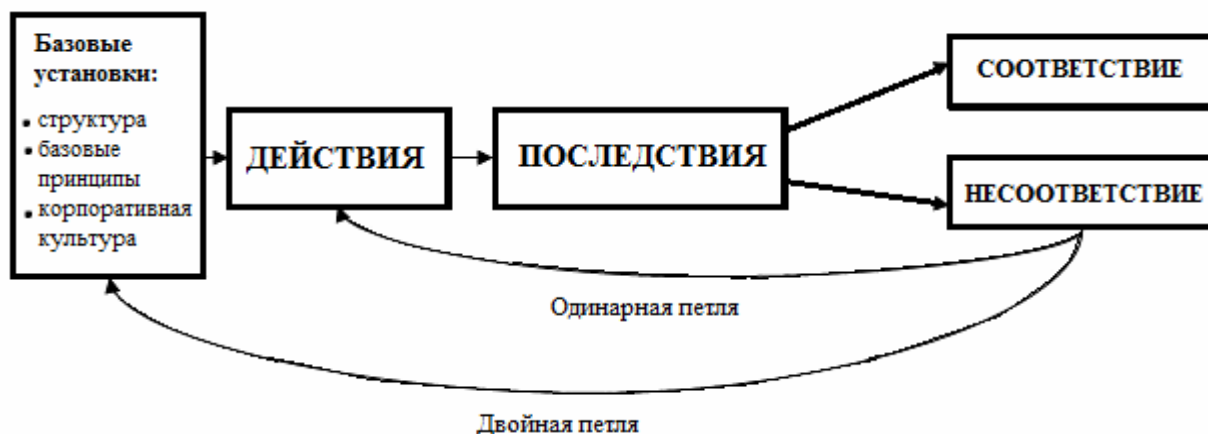 Базовые
установки:
• структура
• базовые
принципы
• корпоративная
культура
ДЕЙСТВИЯ
ПОСЛЕДСТВИЯ
СООТВЕТСТВИЕ
НЕСООТВЕТСТВИЕ
Одинарная петля
Двойная петля